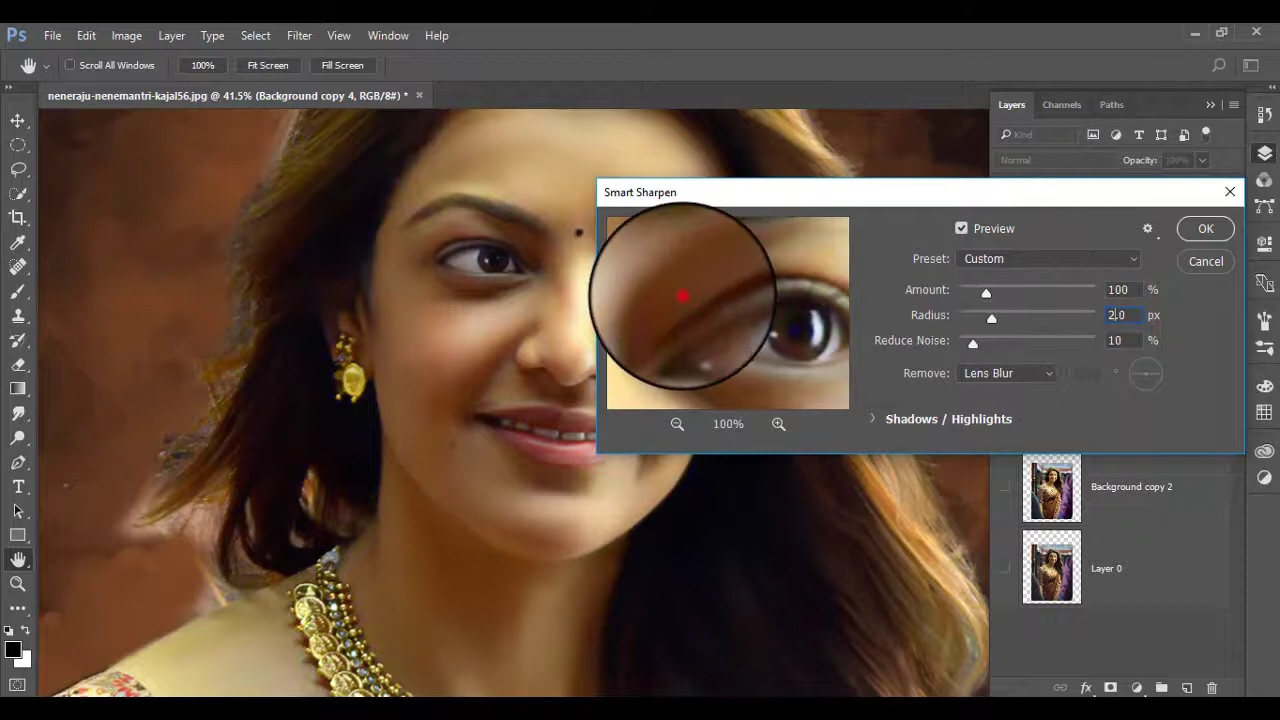 Ps File Edit Image Layer Type Select Filter View Window Help
Scroll All Windows 100% Fit Screen Fill Screen
neneraju-nenemantri-kajal56.jpg @ 41.5% (Background copy 4, RGB/8#) * ×
Layers Channels Paths
Kind
Normal Opacity: 100%
Smart Sharpen
Preview OK
Preset: Custom Cancel
Amount: 100 %
Radius: 2.0 px
Reduce Noise: 10 %
Remove: Lens Blur °
Shadows / Highlights
100%
Background copy 2
Layer 0